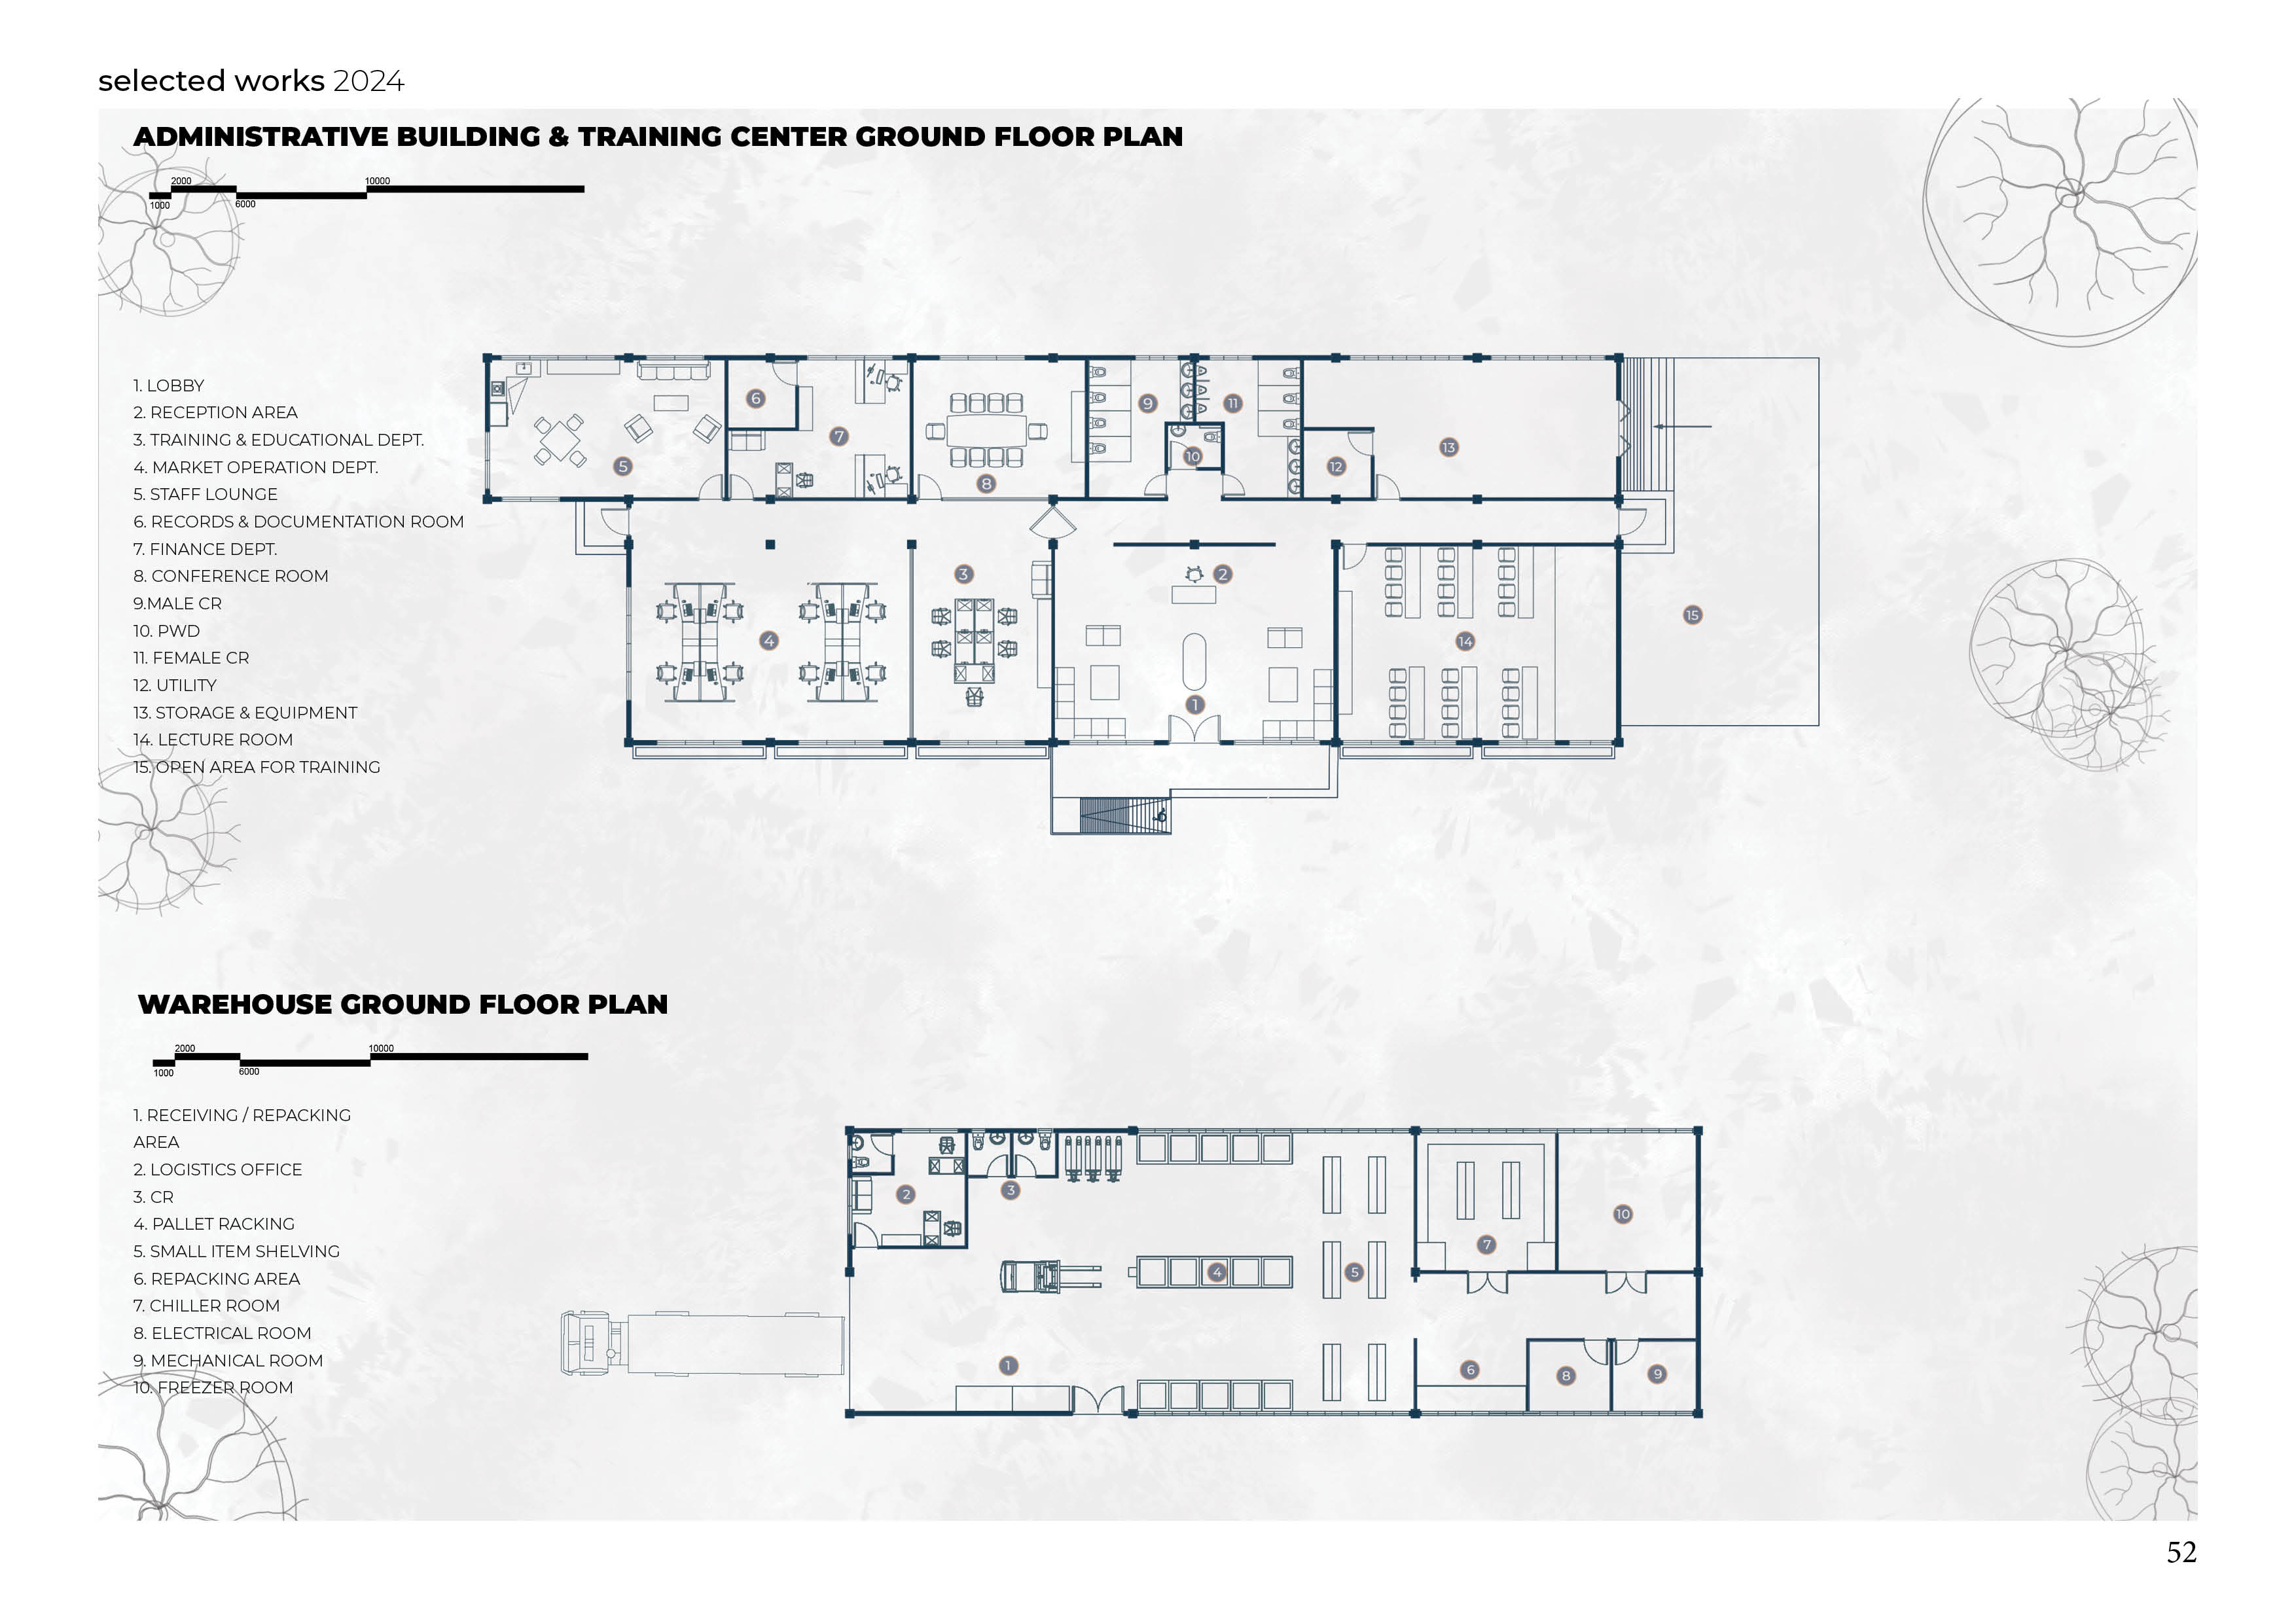 selected works 2024
ADMINISTRATIVE BUILDING & TRAINING CENTER GROUND FLOOR PLAN
2000 10000
1000 6000
1. LOBBY
2. RECEPTION AREA
3. TRAINING & EDUCATIONAL DEPT.
4. MARKET OPERATION DEPT.
5. STAFF LOUNGE
6. RECORDS & DOCUMENTATION ROOM
7. FINANCE DEPT.
8. CONFERENCE ROOM
9.MALE CR
10. PWD
11. FEMALE CR
12. UTILITY
13. STORAGE & EQUIPMENT
14. LECTURE ROOM
15. OPEN AREA FOR TRAINING
6
9
11
7
13
10
5
12
8
3
2
15
4
14
1
WAREHOUSE GROUND FLOOR PLAN
2000 10000
1000 6000
1. RECEIVING / REPACKING
AREA
2. LOGISTICS OFFICE
3. CR
4. PALLET RACKING
5. SMALL ITEM SHELVING
6. REPACKING AREA
7. CHILLER ROOM
8. ELECTRICAL ROOM
9. MECHANICAL ROOM
10. FREEZER ROOM
2
3
10
7
4
5
1
6
8
9
52